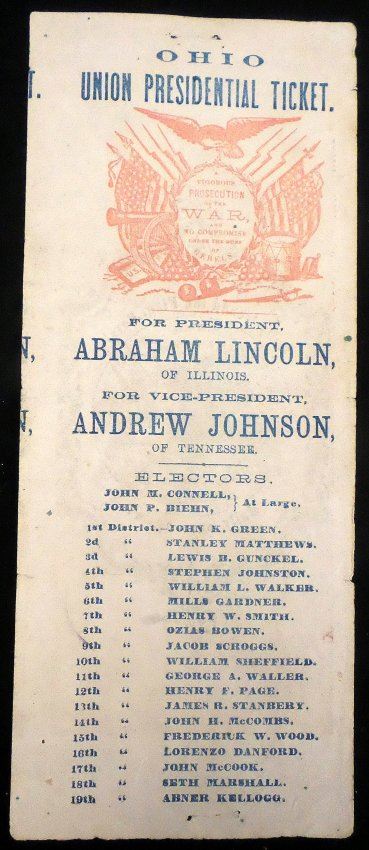 OHIO
T.
UNION PRESIDENTIAL TICKET.
A
VIGOROUS
PROSECUTION
OF THE
WAR,
AND
NO COMPROMISE
UNDER THE GUNS
OF
REBELS.
U.S.
FOR PRESIDENT,
N,
ABRAHAM LINCOLN,
OF ILLINOIS.
FOR VICE-PRESIDENT,
N,
ANDREW JOHNSON,
OF TENNESSEE.
ELECTORS.
JOHN M. CONNELL,
JOHN P. BIEHN, } At Large.
1st District.—JOHN K. GREEN.
2d “ STANLEY MATTHEWS.
3d “ LEWIS B. GUNCKEL.
4th “ STEPHEN JOHNSTON.
5th “ WILLIAM L. WALKER.
6th “ MILLS GARDNER.
7th “ HENRY W. SMITH.
8th “ OZIAS BOWEN.
9th “ JACOB SCROGGS.
10th “ WILLIAM SHEFFIELD.
11th “ GEORGE A. WALLER.
12th “ HENRY F. PAGE.
13th “ JAMES R. STANBERY.
14th “ JOHN H. McCOMBS.
15th “ FREDERIUK W. WOOD.
16th “ LORENZO DANFORD.
17th “ JOHN McCOOK.
18th “ SETH MARSHALL.
19th “ ABNER KELLOGG.